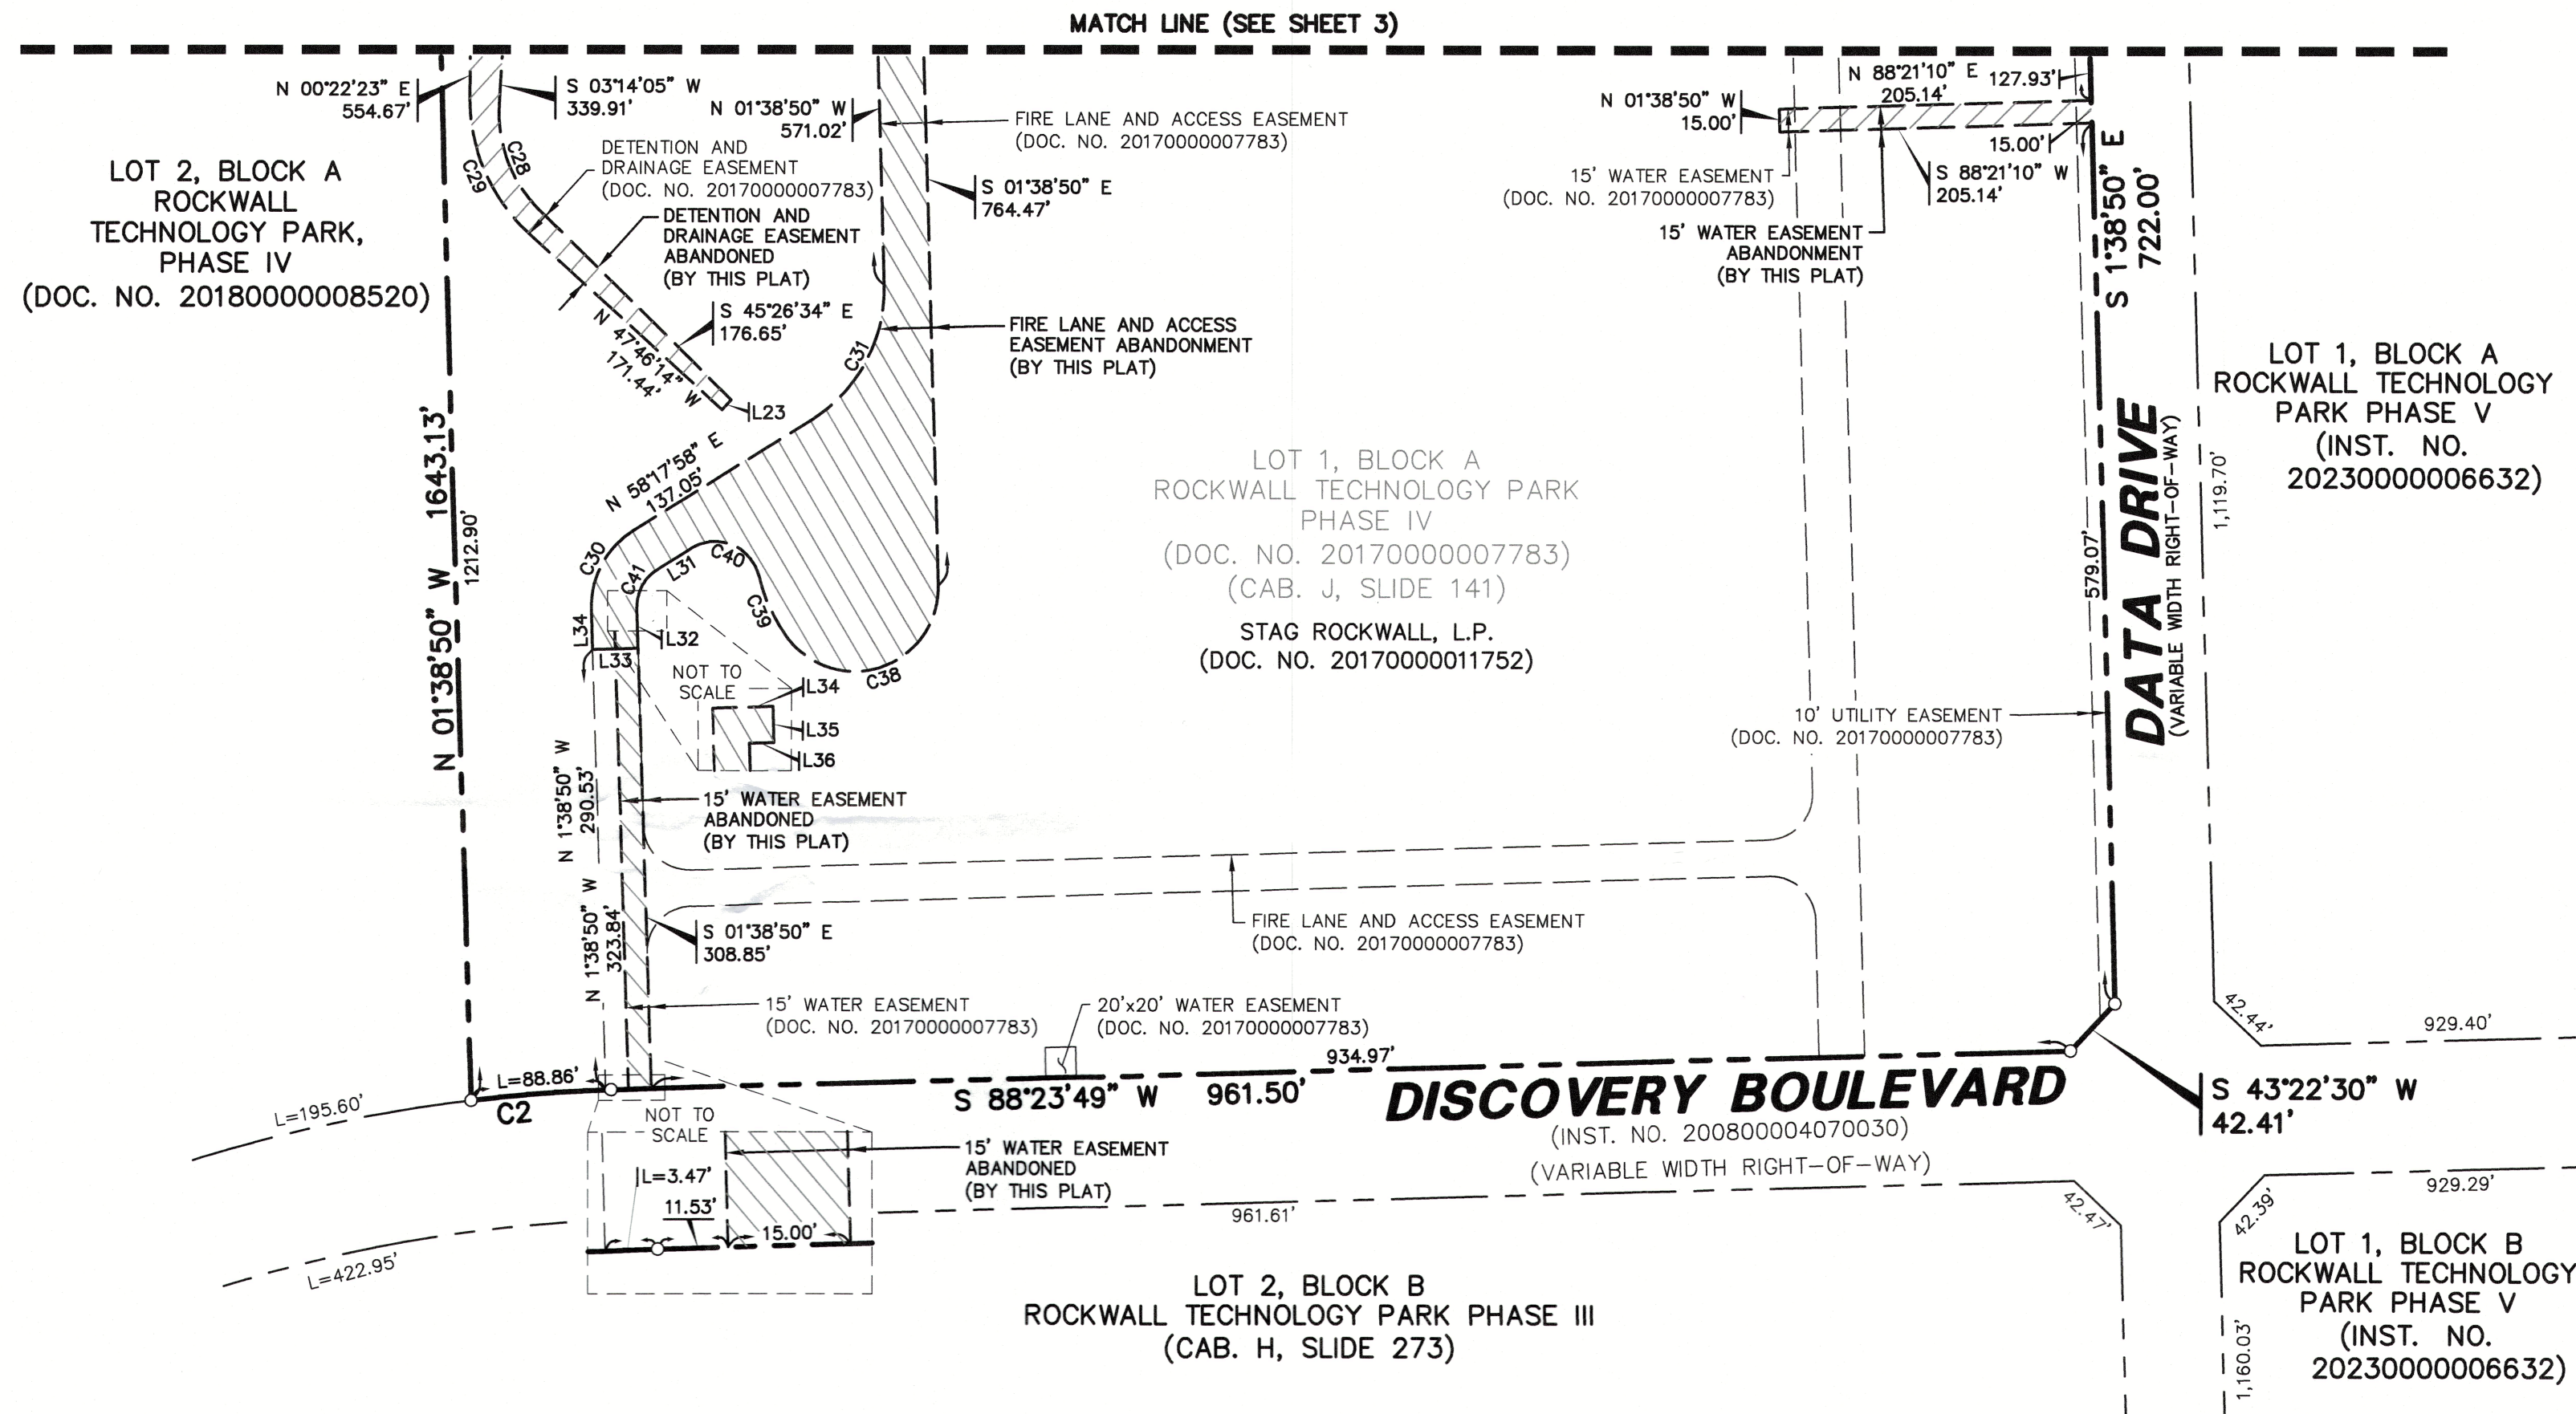 MATCH LINE (SEE SHEET 3)
N 00°22'23" E
554.67'
S 03°14'05" W
339.91'
N 01°38'50" W
571.02'
FIRE LANE AND ACCESS EASEMENT
(DOC. NO. 20170000007783)
S 01°38'50" E
764.47'
N 01°38'50" W
15.00'
N 88°21'10" E
205.14'
127.93'
15.00'
S 88°21'10" W
205.14'
15' WATER EASEMENT
(DOC. NO. 20170000007783)
15' WATER EASEMENT
ABANDONMENT
(BY THIS PLAT)
S 1°38'50" E
722.00'
LOT 2, BLOCK A
ROCKWALL
TECHNOLOGY PARK,
PHASE IV
(DOC. NO. 20180000008520)
C29
C28
DETENTION AND
DRAINAGE EASEMENT
(DOC. NO. 20170000007783)
DETENTION AND
DRAINAGE EASEMENT
ABANDONED
(BY THIS PLAT)
S 45°26'34" E
176.65'
N 47°46'14" W
171.44'
L23
C31
FIRE LANE AND ACCESS
EASEMENT ABANDONMENT
(BY THIS PLAT)
LOT 1, BLOCK A
ROCKWALL TECHNOLOGY
PARK PHASE V
(INST. NO.
20230000006632)
N 01°38'50" W 1643.13'
1212.90'
N 58°17'58" E
137.05'
C30
C41
L31
C40
C39
C38
L34
L33
L32
NOT TO
SCALE
L34
L35
L36
LOT 1, BLOCK A
ROCKWALL TECHNOLOGY PARK
PHASE IV
(DOC. NO. 20170000007783)
(CAB. J, SLIDE 141)
STAG ROCKWALL, L.P.
(DOC. NO. 20170000011752)
579.07'
DATA DRIVE
(VARIABLE WIDTH RIGHT-OF-WAY)
1,119.70'
10' UTILITY EASEMENT
(DOC. NO. 20170000007783)
N 1°38'50" W
290.53'
15' WATER EASEMENT
ABANDONED
(BY THIS PLAT)
N 1°38'50" W
323.84'
S 01°38'50" E
308.85'
FIRE LANE AND ACCESS EASEMENT
(DOC. NO. 20170000007783)
15' WATER EASEMENT
(DOC. NO. 20170000007783)
20'x20' WATER EASEMENT
(DOC. NO. 20170000007783)
934.97'
42.44'
929.40'
L=195.60'
L=88.86'
C2
S 88°23'49" W 961.50'
DISCOVERY BOULEVARD
(INST. NO. 200800004070030)
(VARIABLE WIDTH RIGHT-OF-WAY)
S 43°22'30" W
42.41'
NOT TO
SCALE
L=3.47'
11.53'
15.00'
15' WATER EASEMENT
ABANDONED
(BY THIS PLAT)
961.61'
42.47'
42.39'
929.29'
L=422.95'
LOT 2, BLOCK B
ROCKWALL TECHNOLOGY PARK PHASE III
(CAB. H, SLIDE 273)
1,160.03'
LOT 1, BLOCK B
ROCKWALL TECHNOLOGY
PARK PHASE V
(INST. NO.
20230000006632)